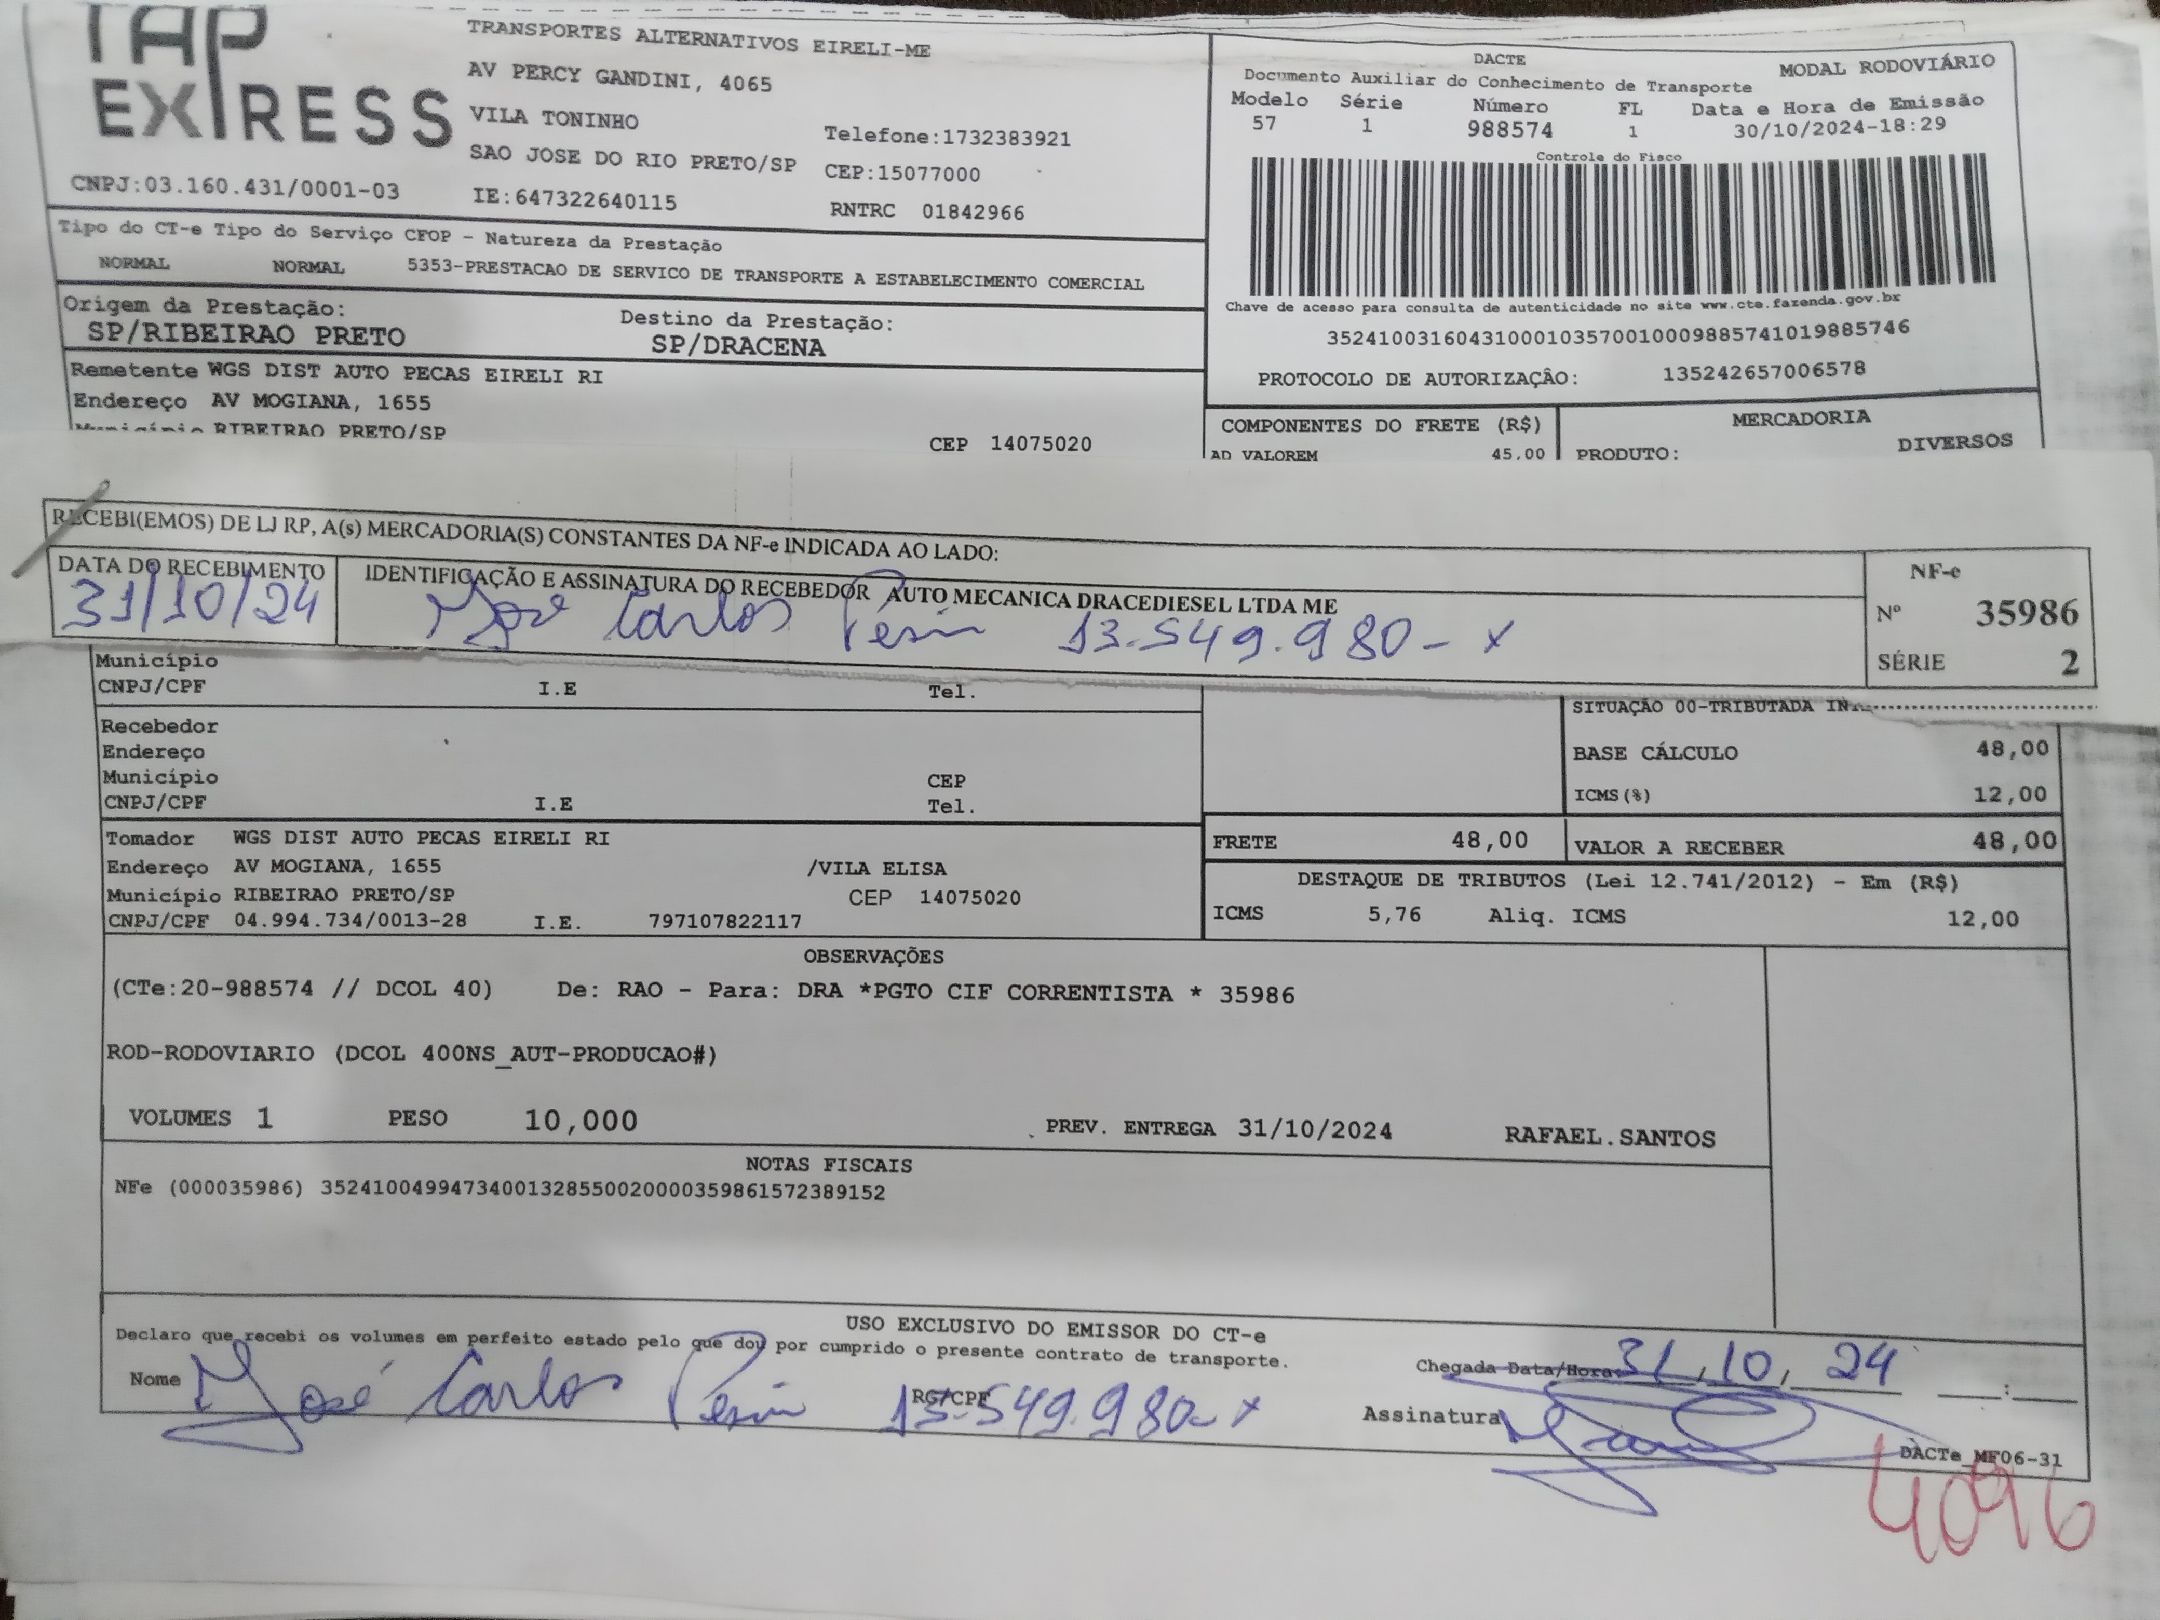 TAP
EXPRESS
TRANSPORTES ALTERNATIVOS EIRELI-ME
AV PERCY GANDINI, 4065
VILA TONINHO
Telefone:1732383921
SAO JOSE DO RIO PRETO/SP CEP:15077000
CNPJ:03.160.431/0001-03 IE:647322640115 RNTRC 01842966
DACTE
MODAL RODOVIÁRIO
Documento Auxiliar do Conhecimento de Transporte
Modelo Série Número FL Data e Hora de Emissão
57 1 988574 1 30/10/2024-18:29
Controle do Fisco
Chave de acesso para consulta de autenticidade no site www.cte.fazenda.gov.br
35241003160431000103570010009885741019885746
PROTOCOLO DE AUTORIZAÇÂO: 135242657006578
Tipo do CT-e Tipo do Serviço CFOP - Natureza da Prestação
NORMAL NORMAL 5353-PRESTACAO DE SERVICO DE TRANSPORTE A ESTABELECIMENTO COMERCIAL
Origem da Prestação: Destino da Prestação:
SP/RIBEIRAO PRETO SP/DRACENA
Remetente WGS DIST AUTO PECAS EIRELI RI
Endereço AV MOGIANA, 1655
Município RIBEIRAO PRETO/SP CEP 14075020
COMPONENTES DO FRETE (R$) MERCADORIA
AD VALOREM 45,00 PRODUTO: DIVERSOS
RECEBI(EMOS) DE LJ RP, A(s) MERCADORIA(S) CONSTANTES DA NF-e INDICADA AO LADO:
DATA DO RECEBIMENTO IDENTIFICAÇÃO E ASSINATURA DO RECEBEDOR AUTO MECANICA DRACEDIESEL LTDA ME
31/10/24 José Carlos 13.549.980-x
NF-e
Nº 35986
SÉRIE 2
Município
CNPJ/CPF I.E Tel.
Recebedor
Endereço
Município CEP
CNPJ/CPF I.E Tel.
SITUAÇÃO 00-TRIBUTADA
BASE CÁLCULO 48,00
ICMS(%) 12,00
Tomador WGS DIST AUTO PECAS EIRELI RI
Endereço AV MOGIANA, 1655 /VILA ELISA
Município RIBEIRAO PRETO/SP CEP 14075020
CNPJ/CPF 04.994.734/0013-28 I.E. 797107822117
FRETE 48,00 VALOR A RECEBER 48,00
DESTAQUE DE TRIBUTOS (Lei 12.741/2012) - Em (R$)
ICMS 5,76 Aliq. ICMS 12,00
OBSERVAÇÕES
(CTe:20-988574 // DCOL 40) De: RAO - Para: DRA *PGTO CIF CORRENTISTA * 35986
ROD-RODOVIARIO (DCOL 400NS_AUT-PRODUCAO#)
VOLUMES 1 PESO 10,000 PREV. ENTREGA 31/10/2024 RAFAEL.SANTOS
NOTAS FISCAIS
NFe (000035986) 35241004994734001328550020000359861572389152
USO EXCLUSIVO DO EMISSOR DO CT-e
Declaro que recebi os volumes em perfeito estado pelo que dou por cumprido o presente contrato de transporte.
Nome José Carlos RG/CPF 13.549.980-x
Chegada Data/Hora: 31,10,24 __:__
Assinatura
DACTe_MF06-31
4096